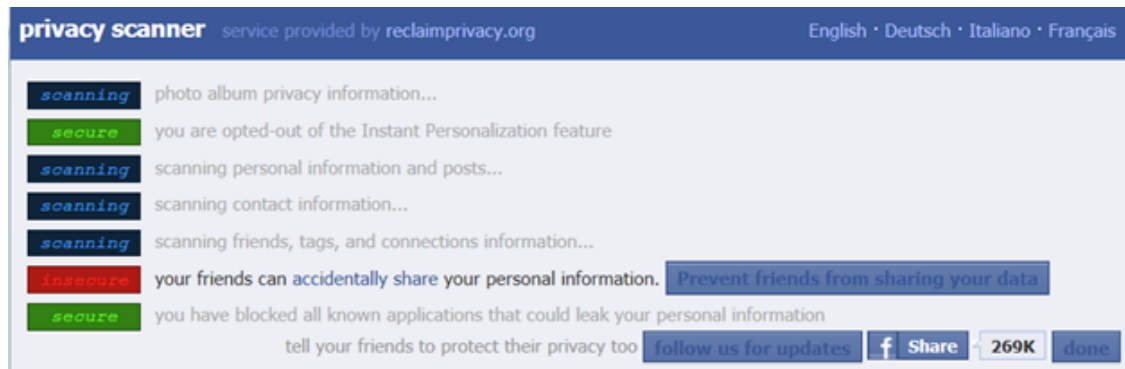 privacy scanner service provided by reclaimprivacy.org English · Deutsch · Italiano · Français
scanning photo album privacy information...
secure you are opted-out of the Instant Personalization feature
scanning scanning personal information and posts...
scanning scanning contact information...
scanning scanning friends, tags, and connections information...
insecure your friends can accidentally share your personal information. Prevent friends from sharing your data
secure you have blocked all known applications that could leak your personal information
tell your friends to protect their privacy too follow us for updates f Share 269K done